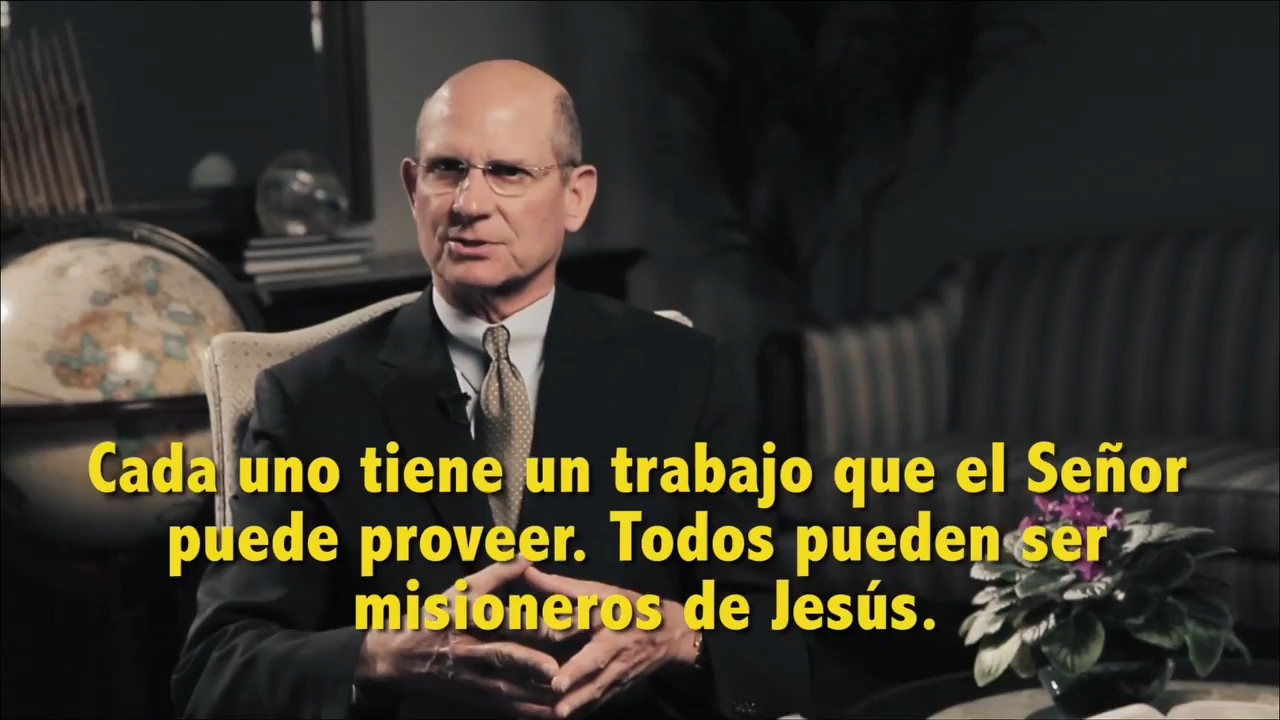 Cada uno tiene un trabajo que el Señor
puede proveer. Todos pueden ser
misioneros de Jesús.